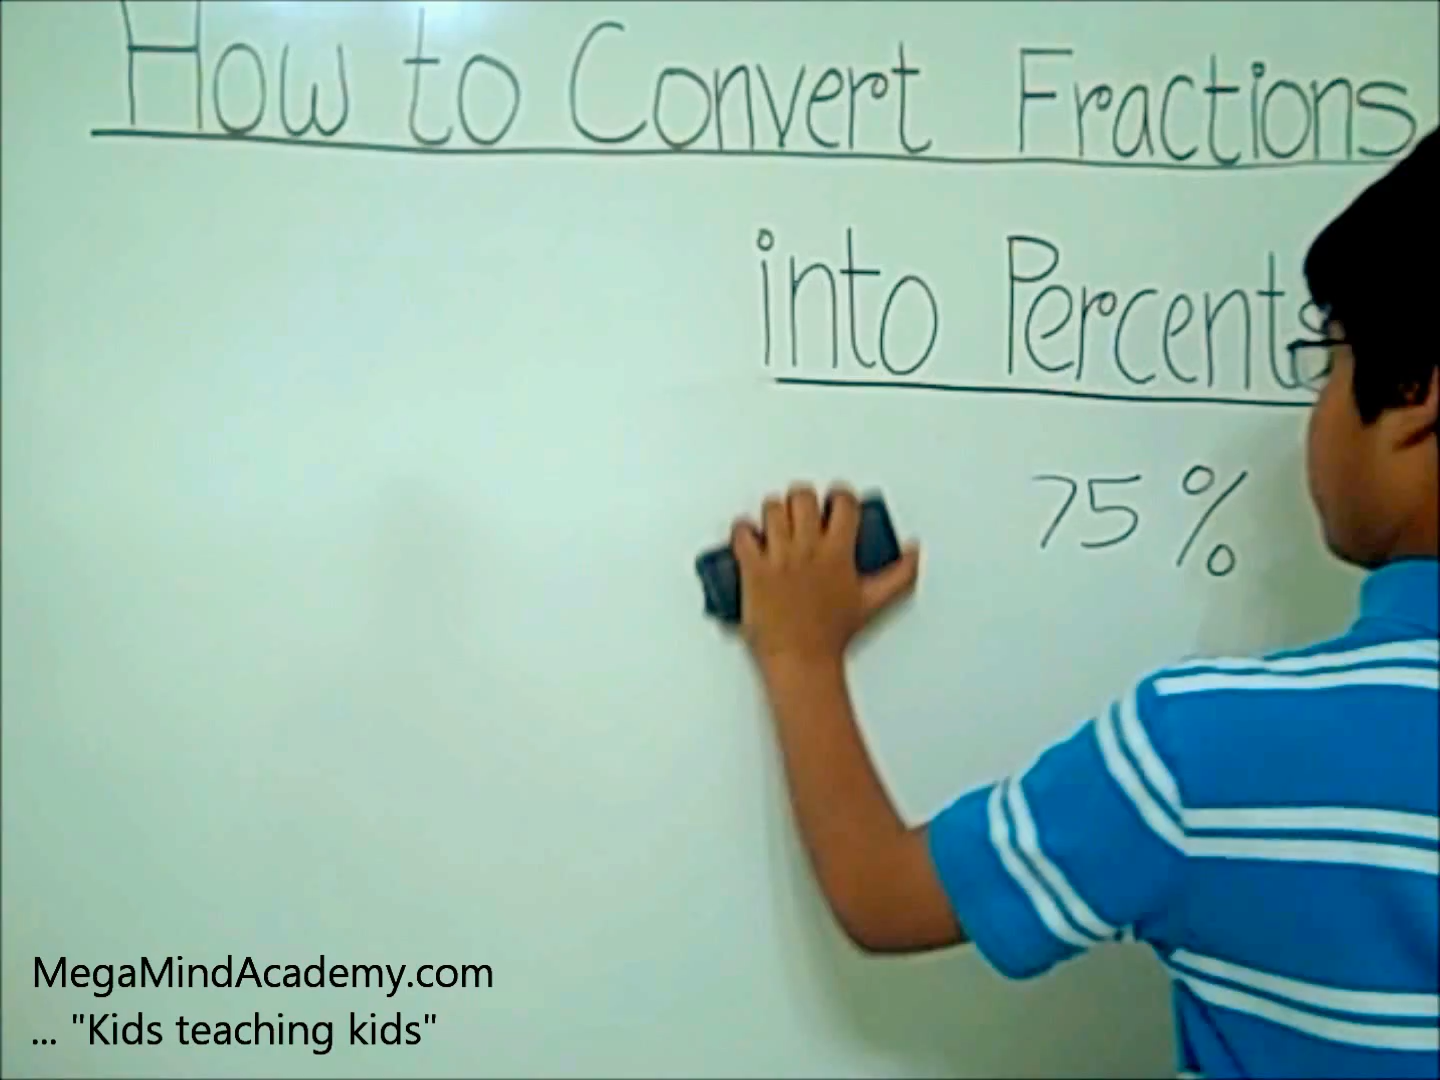 How to Convert Fractions
into Percents
75%
MegaMindAcademy.com
... "Kids teaching kids"